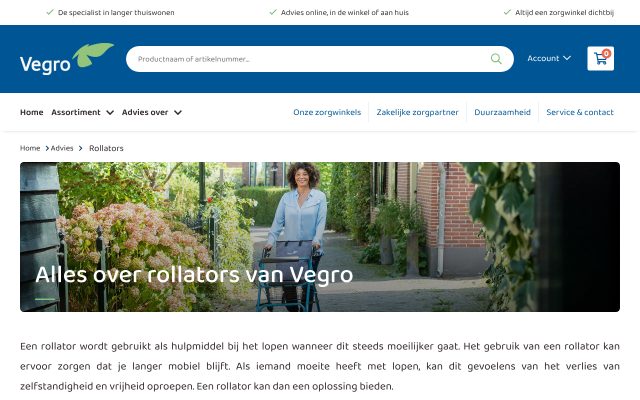 De specialist in langer thuiswonen
Advies online, in de winkel of aan huis
Altijd een zorgwinkel dichtbij
Vegro
Productnaam of artikelnummer...
Account
0
Home
Assortiment
Advies over
Onze zorgwinkels
Zakelijke zorgpartner
Duurzaamheid
Service & contact
Home
Advies
Rollators
Alles over rollators van Vegro
Een rollator wordt gebruikt als hulpmiddel bij het lopen wanneer dit steeds moeilijker gaat. Het gebruik van een rollator kan
ervoor zorgen dat je langer mobiel blijft. Als iemand moeite heeft met lopen, kan dit gevoelens van het verlies van
zelfstandigheid en vrijheid oproepen. Een rollator kan dan een oplossing bieden.